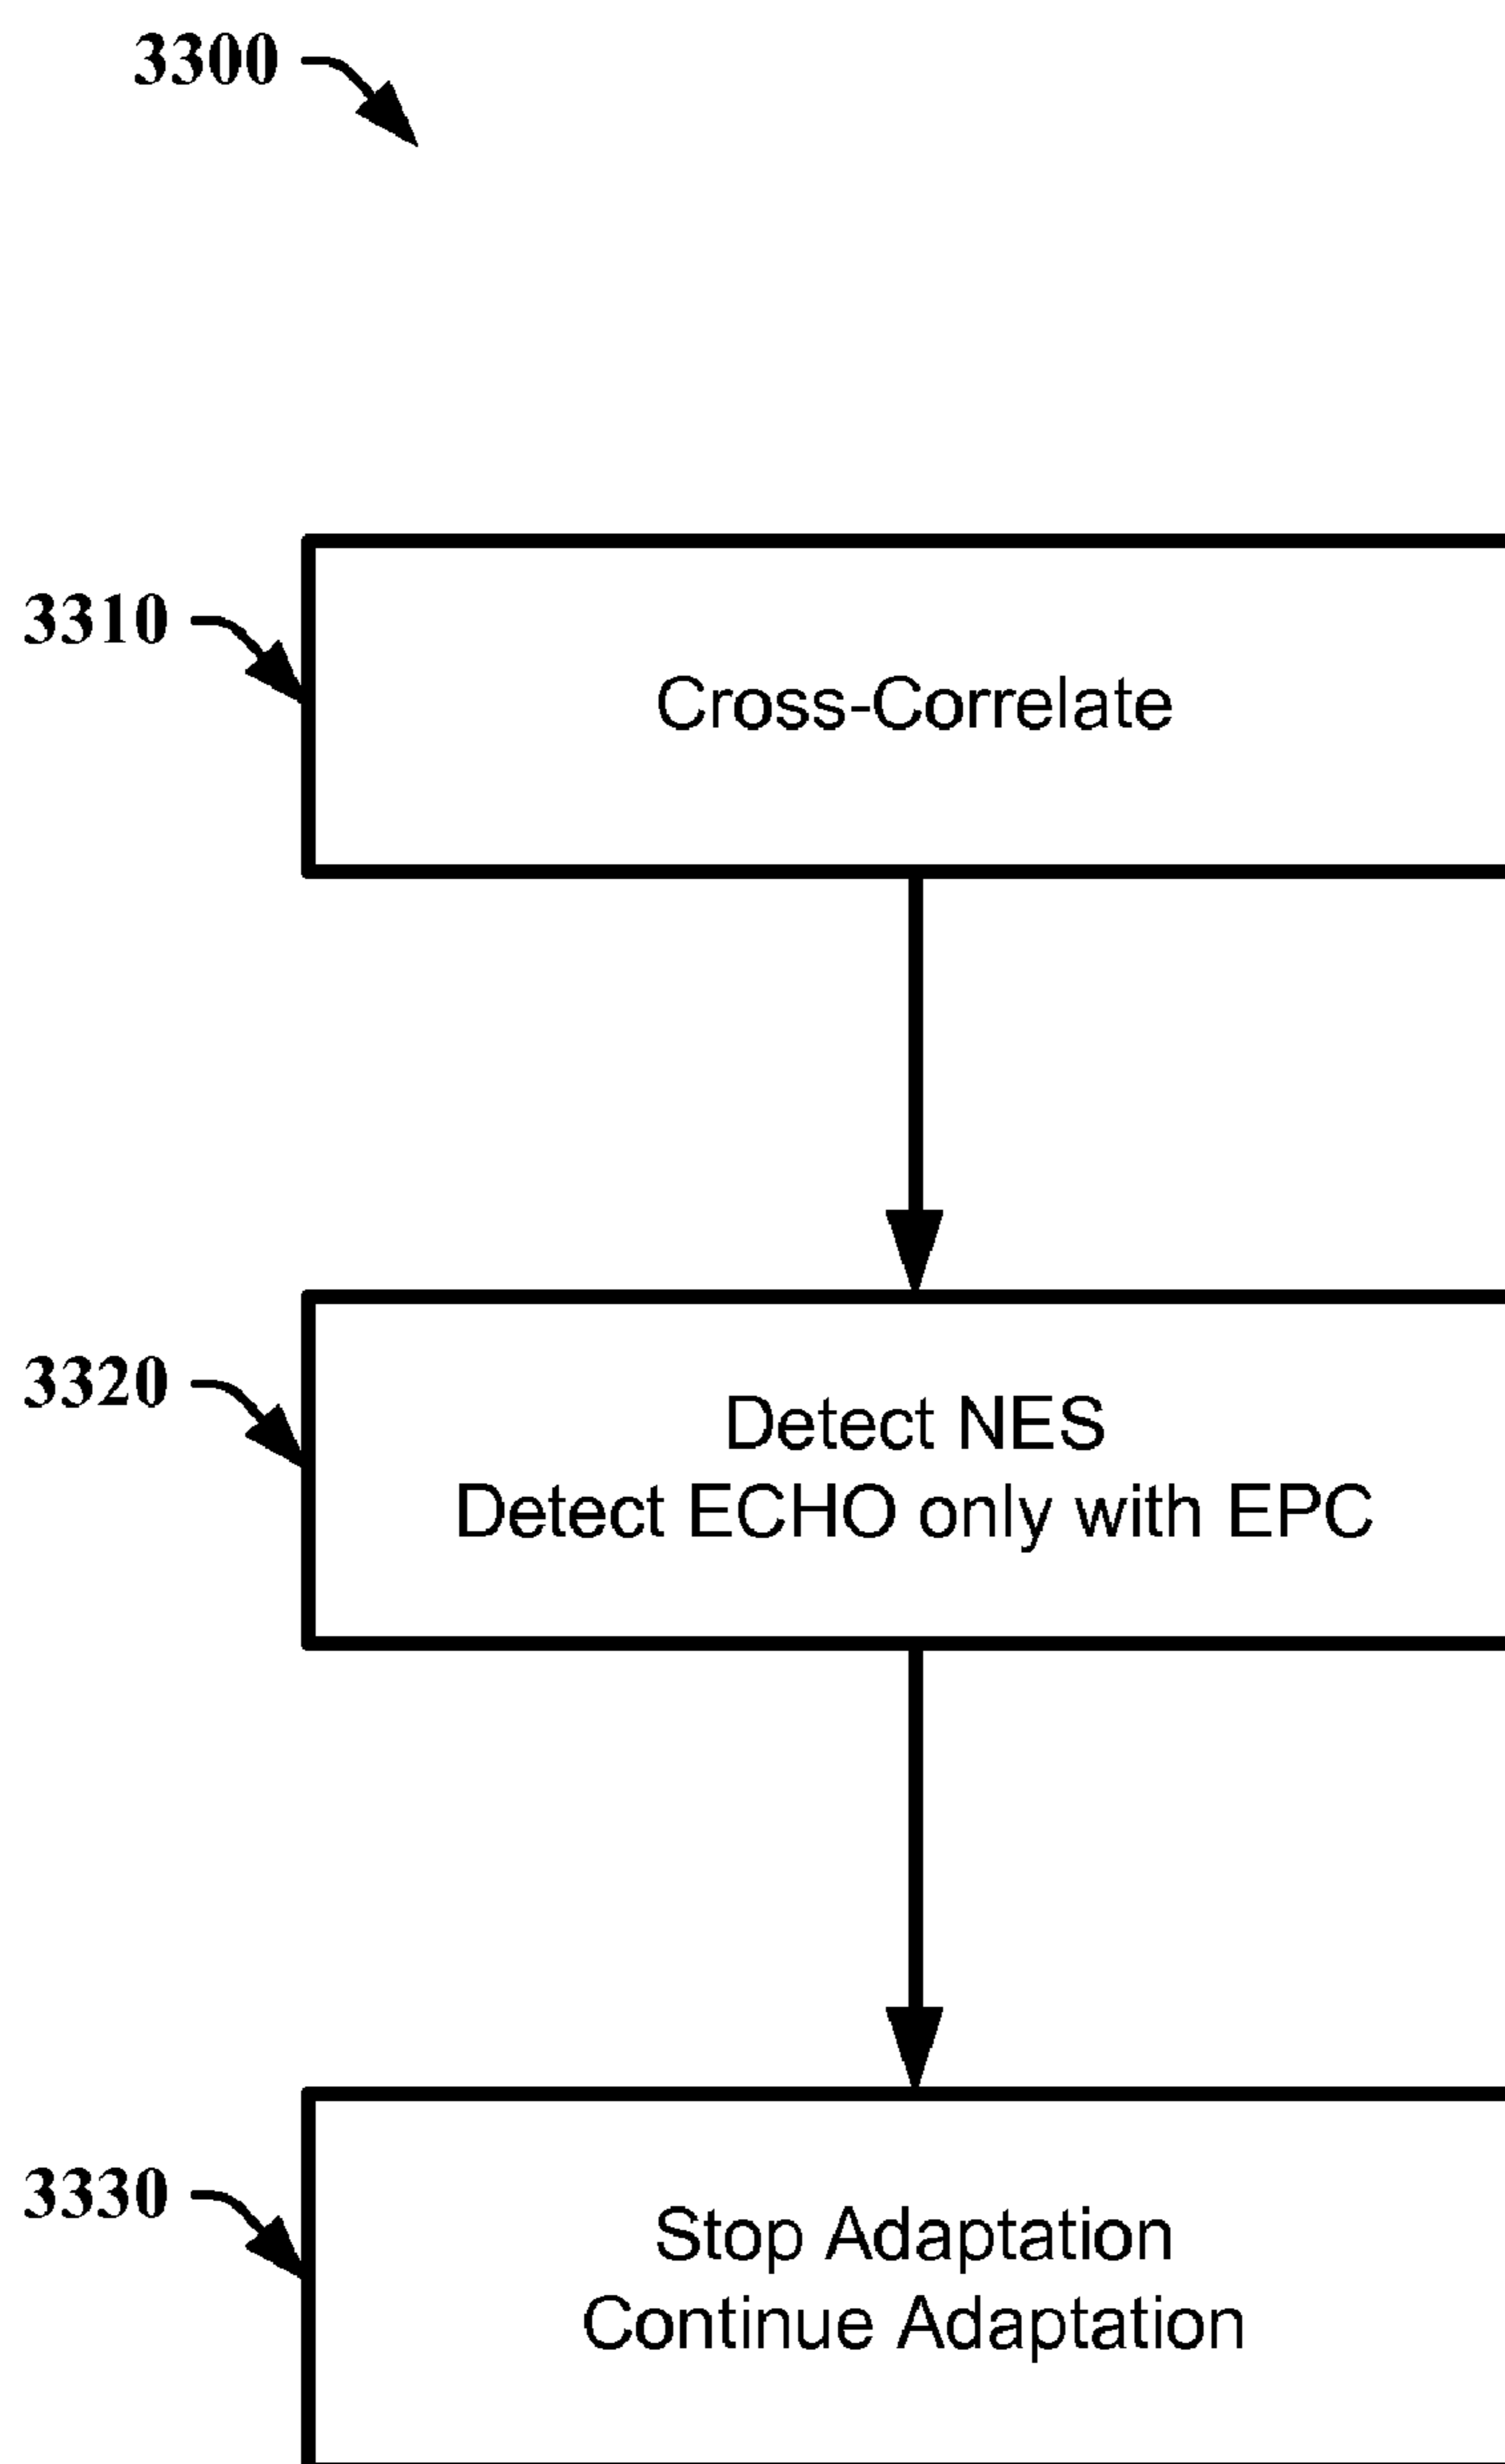 3300
3310
Cross-Correlate
3320
Detect NES
Detect ECHO only with EPC
3330
Stop Adaptation
Continue Adaptation